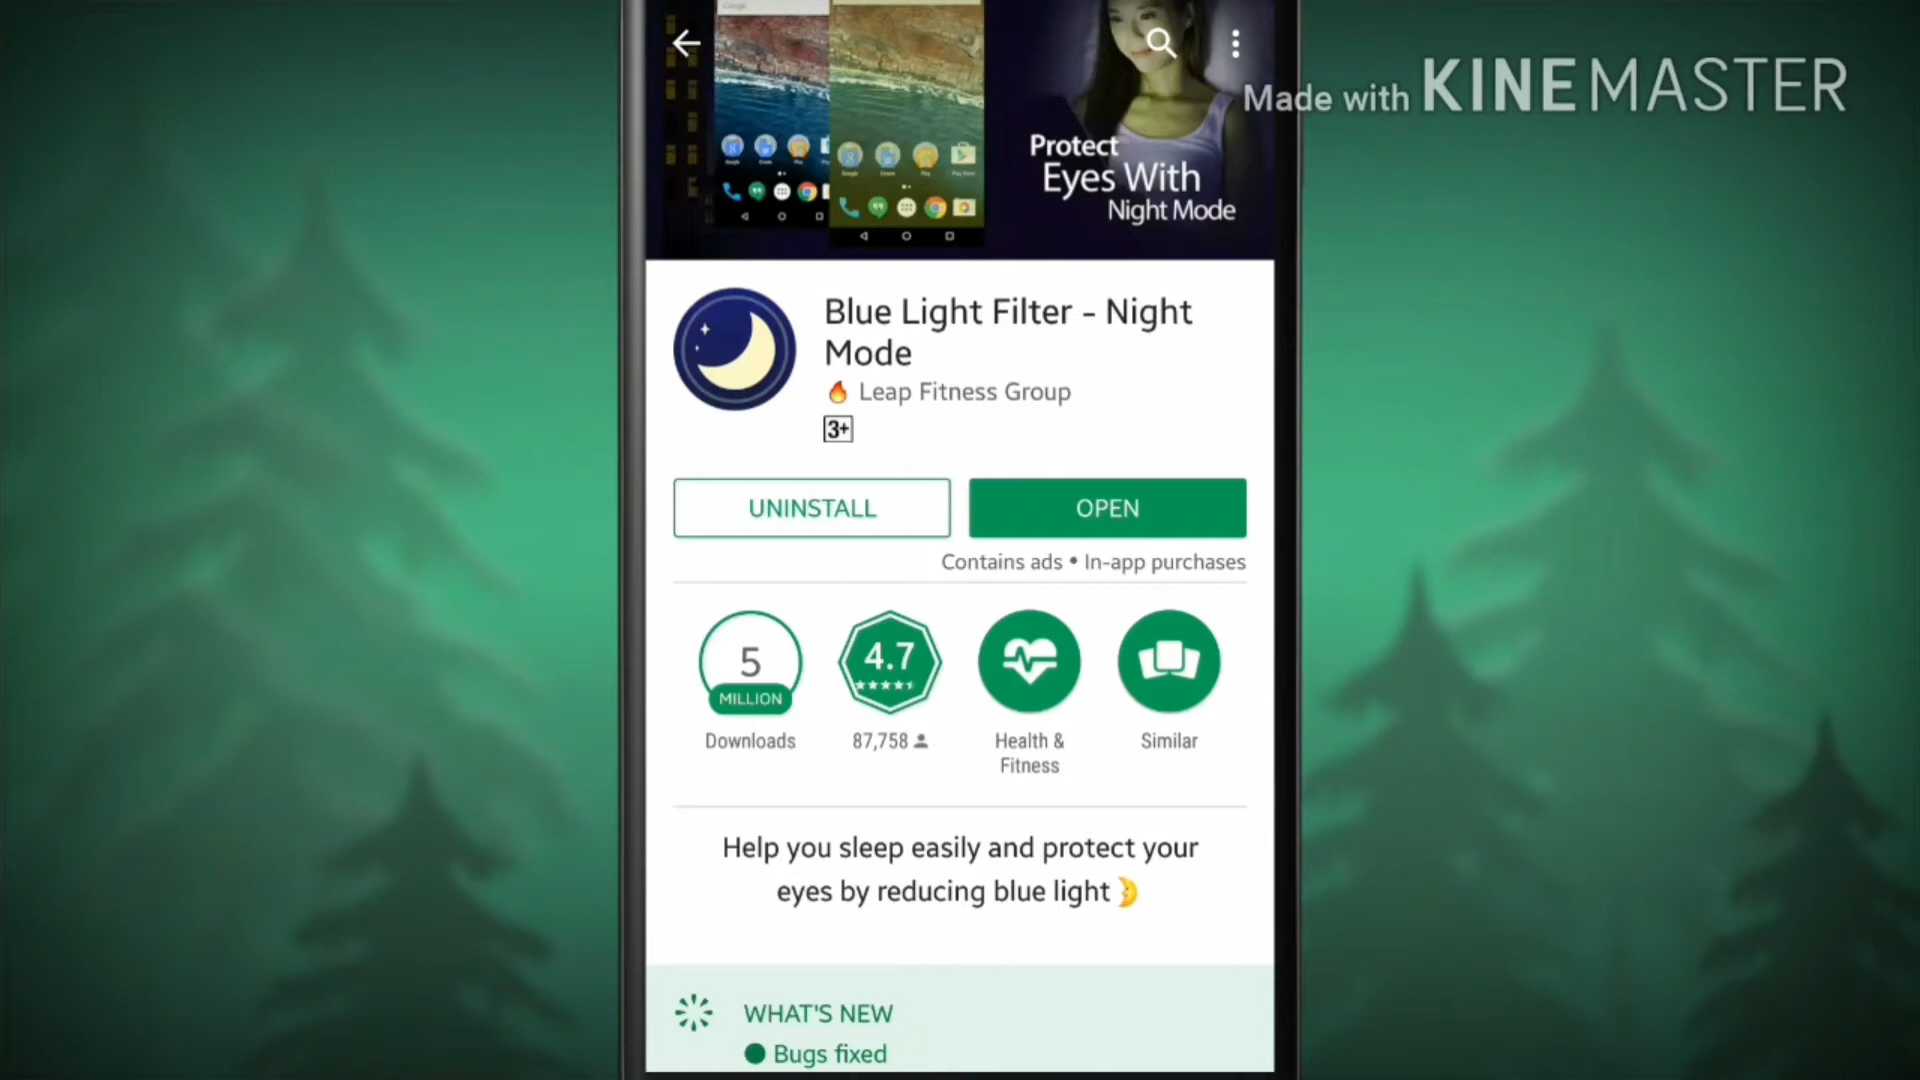 Made with KINEMASTER
Protect
Eyes With
Night Mode
Blue Light Filter - Night
Mode
🔥 Leap Fitness Group
3+
UNINSTALL
OPEN
Contains ads • In-app purchases
5
MILLION
Downloads
4.7
87,758
Health &
Fitness
Similar
Help you sleep easily and protect your
eyes by reducing blue light 🌛
WHAT'S NEW
● Bugs fixed